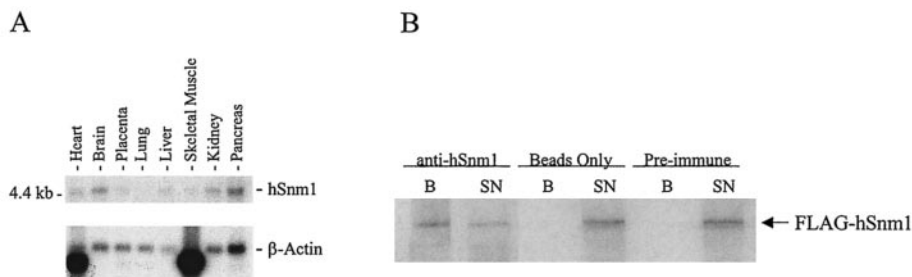 A
- Heart
- Brain
- Placenta
- Lung
- Liver
- Skeletal Muscle
- Kidney
- Pancreas
4.4 kb -
- hSnm1
- β-Actin
B
anti-hSnm1 Beads Only Pre-immune
B SN B SN B SN
FLAG-hSnm1